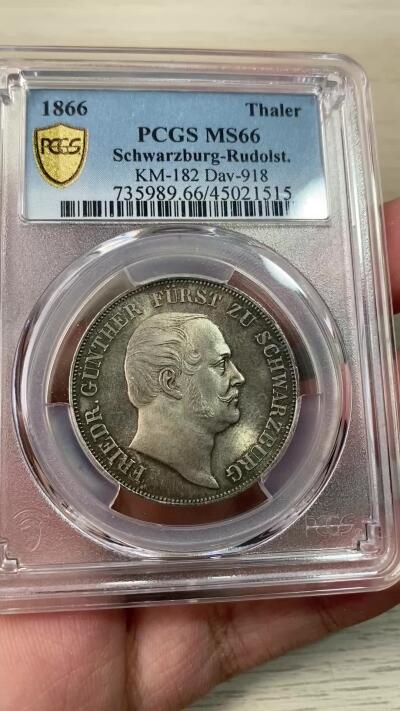 1866 Thaler
PCGS
PCGS MS66
Schwarzburg-Rudolst.
KM-182 Dav-918
735989.66/45021515
FRIEDR. GÜNTHER FÜRST ZU SCHWARZBURG
PCGS